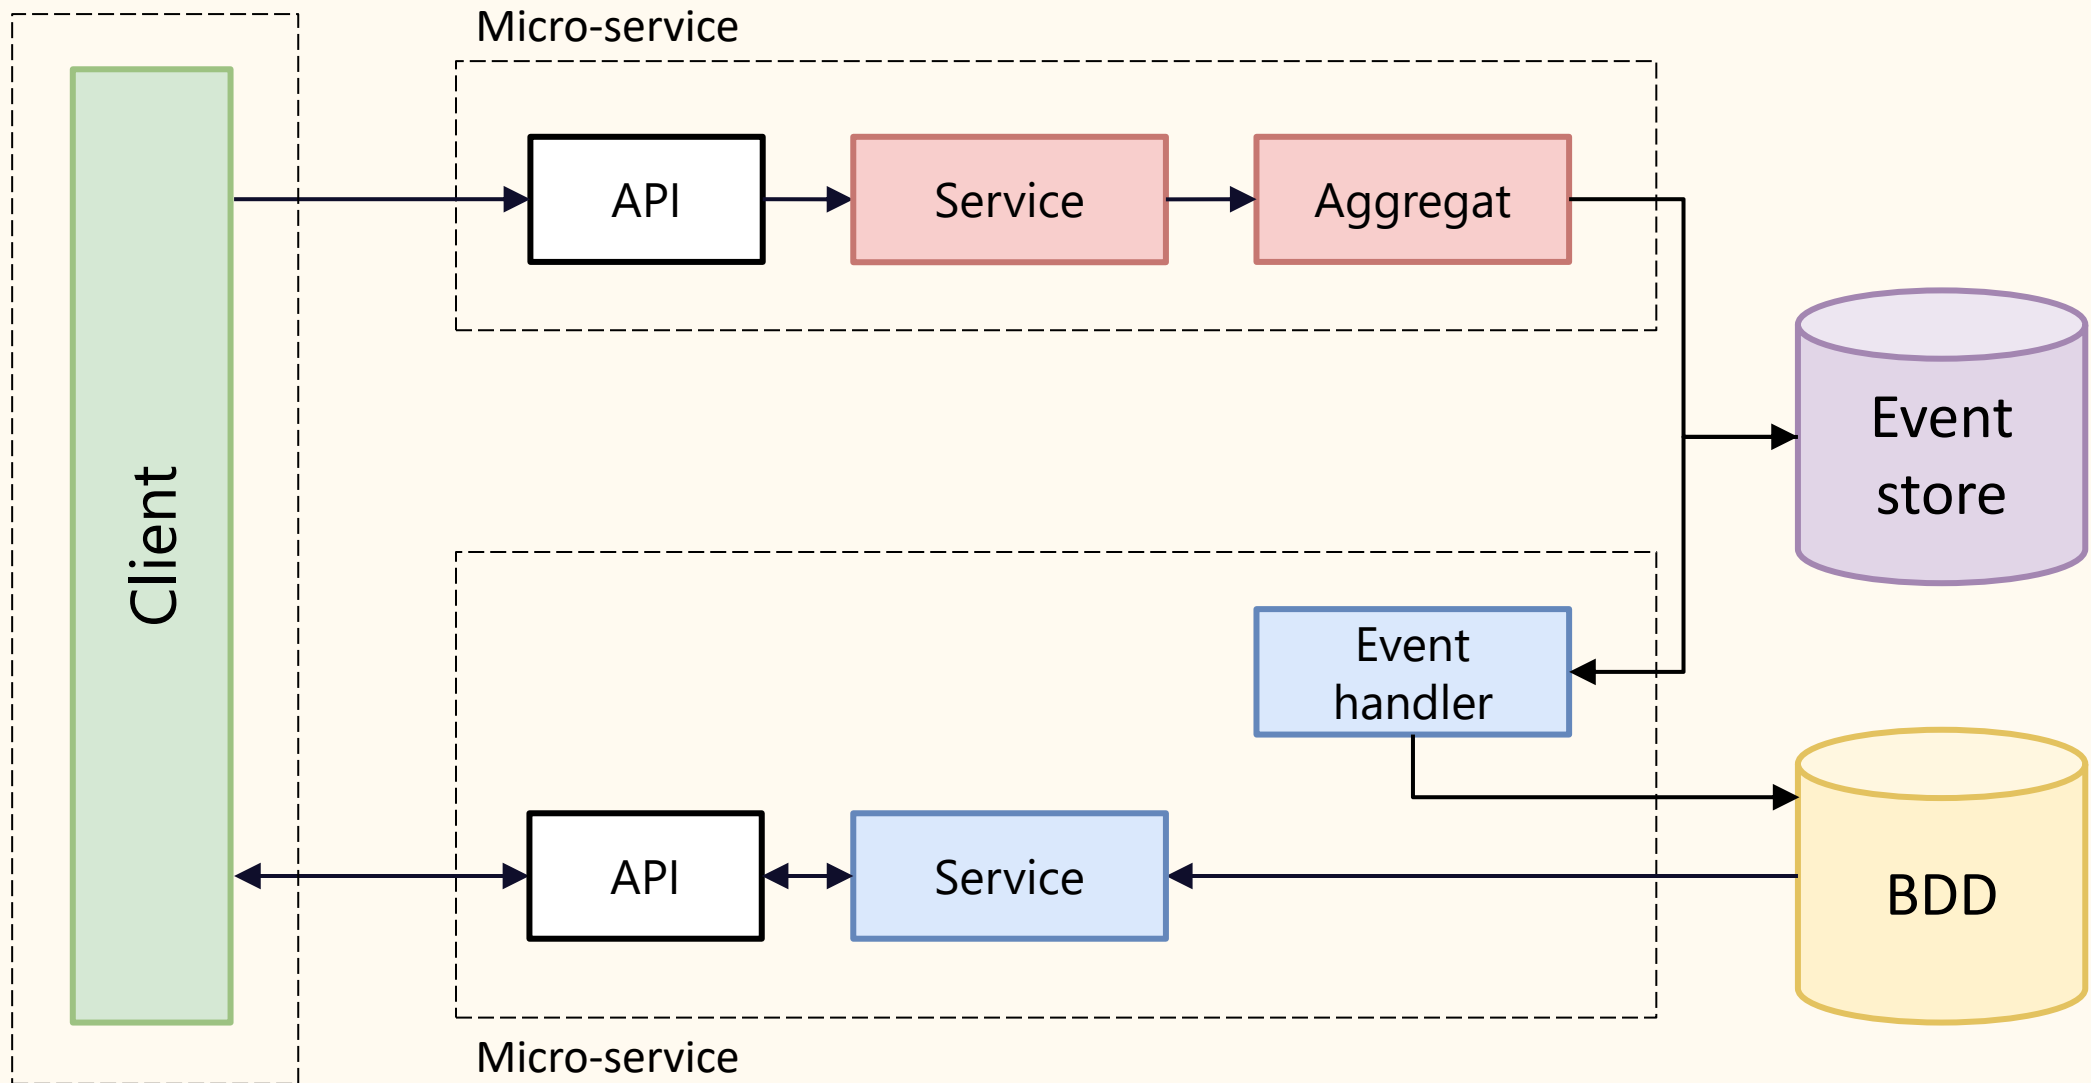 Micro-service
API
Service
Aggregat
Client
Event
store
Event
handler
API
Service
BDD
Micro-service